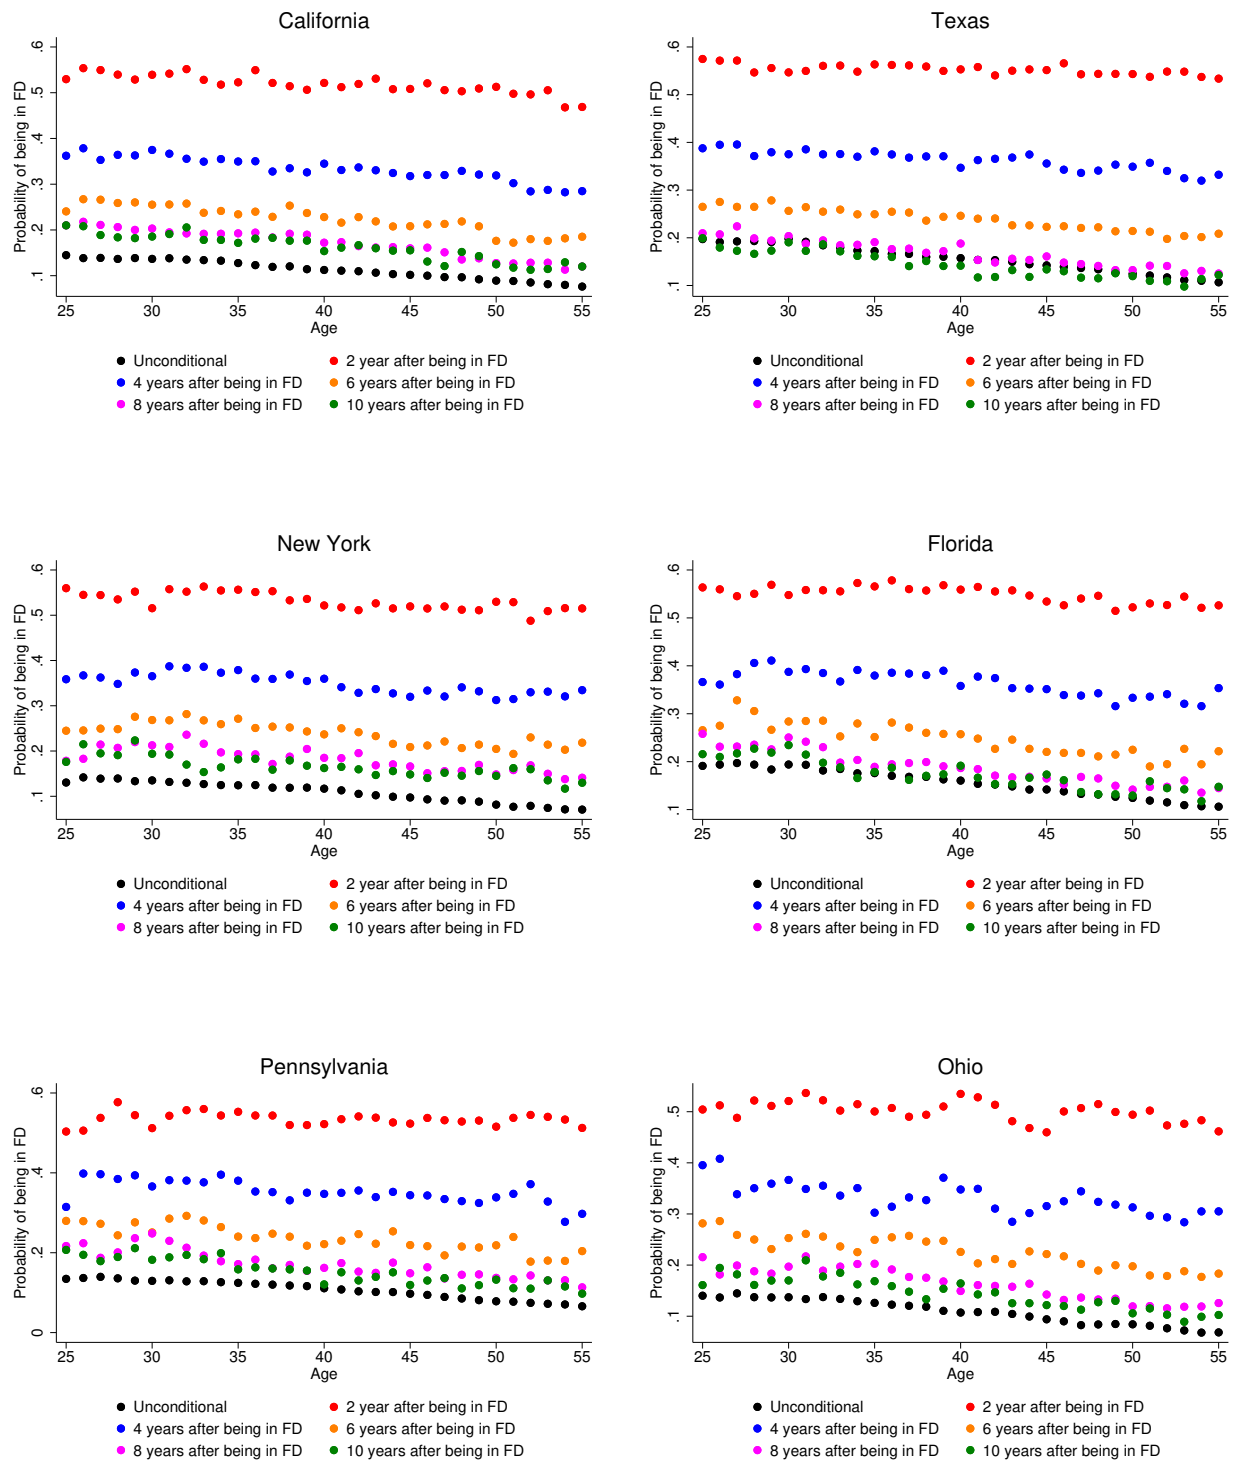 California
Probability of being in FD
.6
.5
.4
.3
.2
.1
25 30 35 40 45 50 55
Age
Unconditional 2 year after being in FD
4 years after being in FD 6 years after being in FD
8 years after being in FD 10 years after being in FD
Texas
Probability of being in FD
.6
.5
.4
.3
.2
.1
25 30 35 40 45 50 55
Age
Unconditional 2 year after being in FD
4 years after being in FD 6 years after being in FD
8 years after being in FD 10 years after being in FD
New York
Probability of being in FD
.6
.5
.4
.3
.2
.1
25 30 35 40 45 50 55
Age
Unconditional 2 year after being in FD
4 years after being in FD 6 years after being in FD
8 years after being in FD 10 years after being in FD
Florida
Probability of being in FD
.6
.5
.4
.3
.2
.1
25 30 35 40 45 50 55
Age
Unconditional 2 year after being in FD
4 years after being in FD 6 years after being in FD
8 years after being in FD 10 years after being in FD
Pennsylvania
Probability of being in FD
.6
.4
.2
0
25 30 35 40 45 50 55
Age
Unconditional 2 year after being in FD
4 years after being in FD 6 years after being in FD
8 years after being in FD 10 years after being in FD
Ohio
Probability of being in FD
.5
.4
.3
.2
.1
25 30 35 40 45 50 55
Age
Unconditional 2 year after being in FD
4 years after being in FD 6 years after being in FD
8 years after being in FD 10 years after being in FD